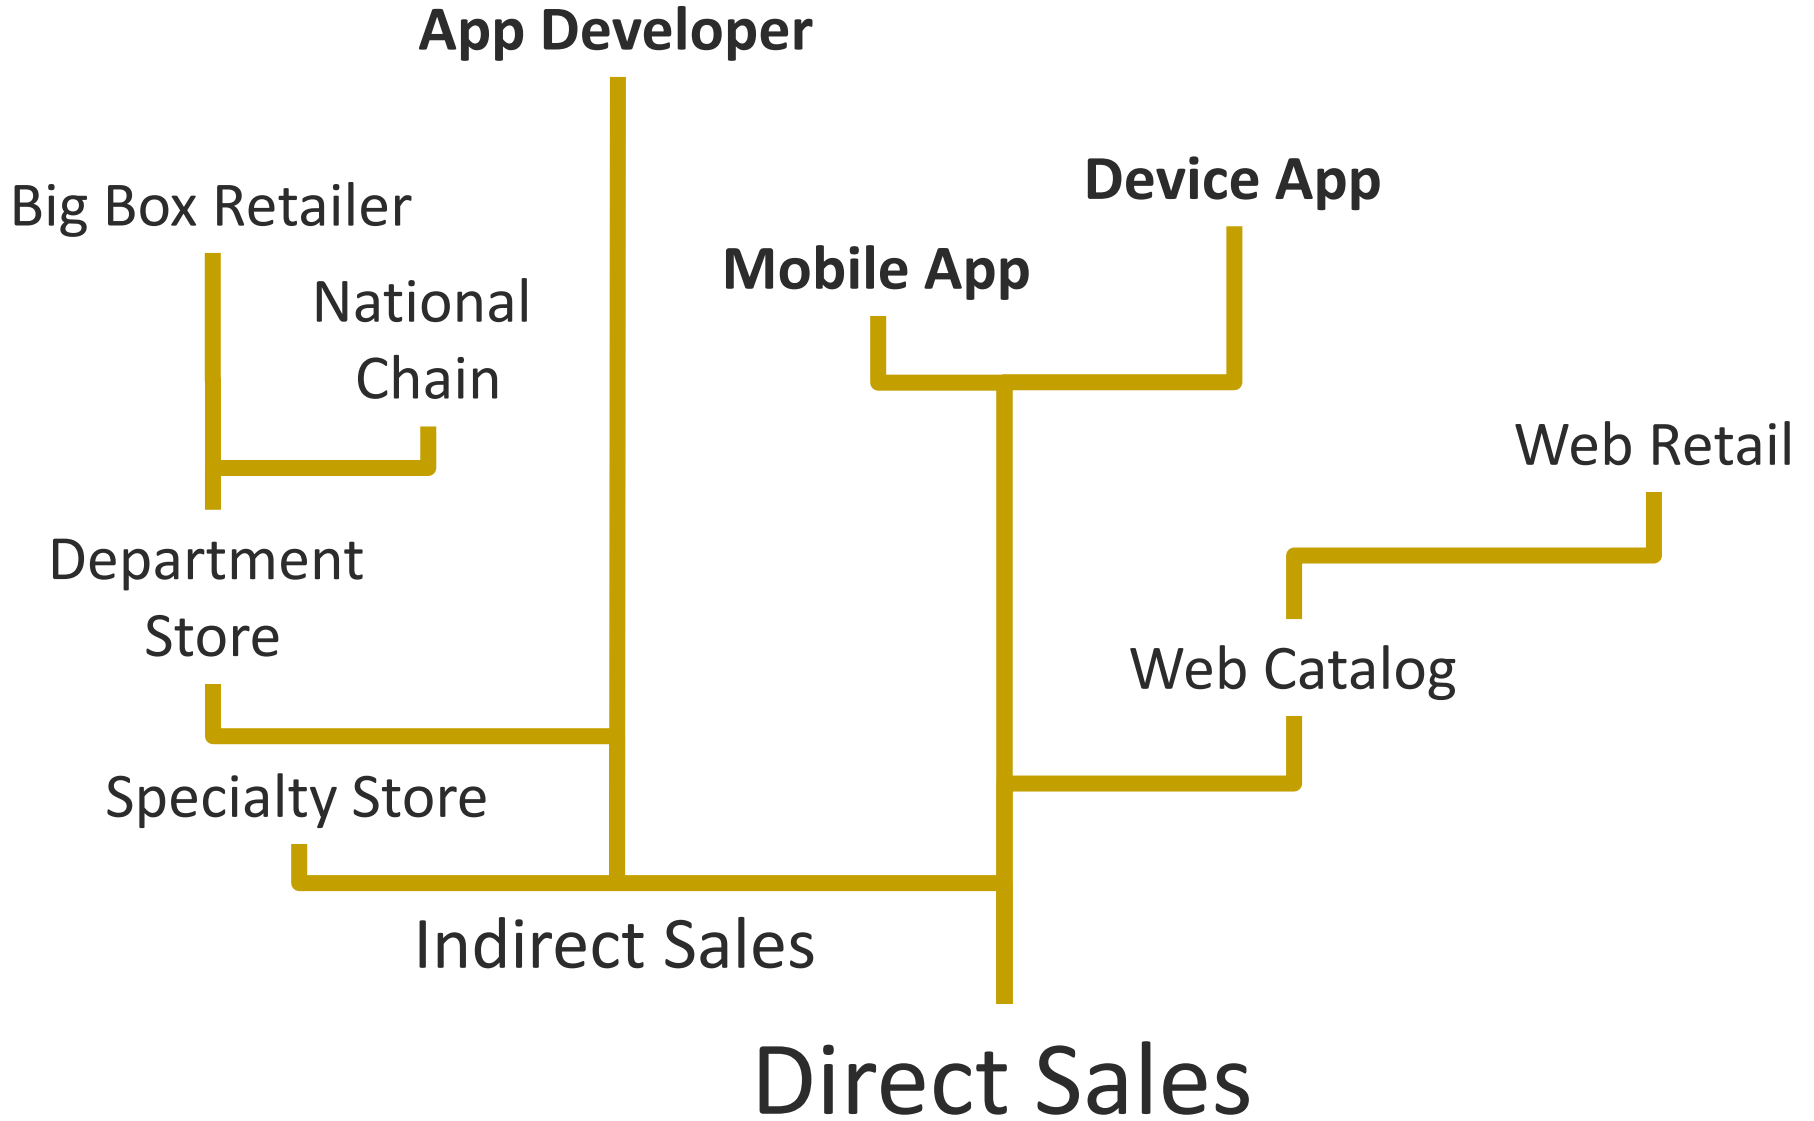 App Developer
Device App
Big Box Retailer
Mobile App
National
Chain
Web Retail
Department
Store
Web Catalog
Specialty Store
Indirect Sales
Direct Sales